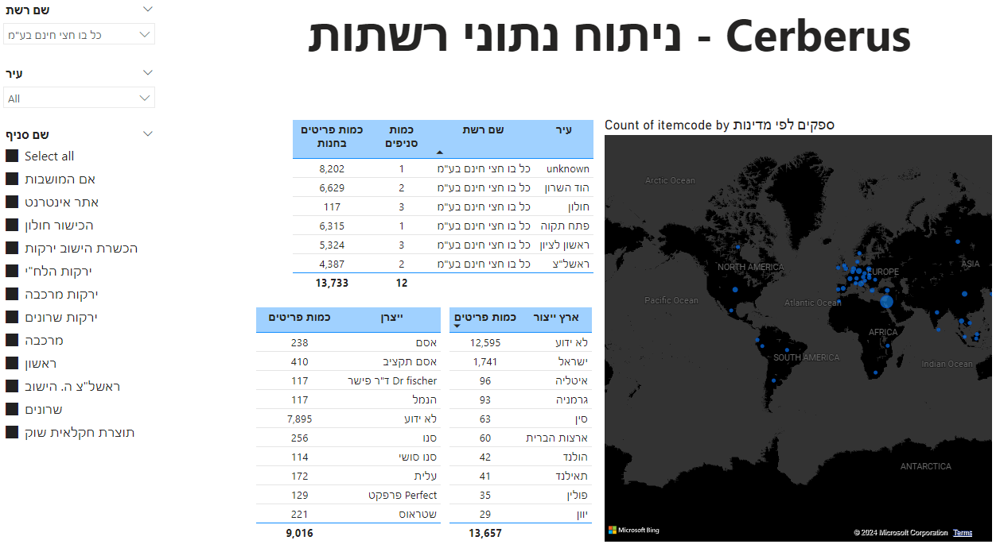 Cerberus - ניתוח נתוני רשתות
שם רשת
כל בו חצי חינם בע"מ
עיר
All
שם סניף
Select all
אם המושבות
אתר אינטרנט
הכישור חולון
הכשרת הישוב ירקות
ירקות הלח"י
ירקות מרכבה
ירקות שרונים
מרכבה
ראשון
ראשל"צ ה. הישוב
שרונים
תוצרת חקלאית שוק
עיר שם רשת כמות סניפים כמות פריטים בחנות
unknown כל בו חצי חינם בע"מ 1 8,202
הוד השרון כל בו חצי חינם בע"מ 2 6,629
חולון כל בו חצי חינם בע"מ 3 117
פתח תקוה כל בו חצי חינם בע"מ 1 6,315
ראשון לציון כל בו חצי חינם בע"מ 3 5,324
ראשל"צ כל בו חצי חינם בע"מ 2 4,387
12 13,733
ייצרן כמות פריטים
אסם 238
אסם תקציב 410
Dr fischer ד"ר פישר 117
הנמל 117
לא ידוע 7,895
סנו 256
סנו סושי 114
עלית 172
Perfect פרפקט 129
שטראוס 221
9,016
ארץ ייצור כמות פריטים
לא ידוע 12,595
ישראל 1,741
איטליה 96
גרמניה 93
סין 63
ארצות הברית 60
הולנד 42
תאילנד 41
פולין 35
יוון 29
13,657
Count of itemcode by ספקים לפי מדינות
Arctic Ocean
NORTH AMERICA
EUROPE
ASIA
Pacific Ocean
Atlantic Ocean
AFRICA
SOUTH AMERICA
Indian Ocean
ANTARCTICA
Microsoft Bing
© 2024 Microsoft Corporation Terms